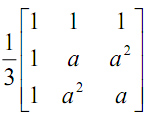 1/3 [ 1 1 1
1 a a²
1 a² a ]